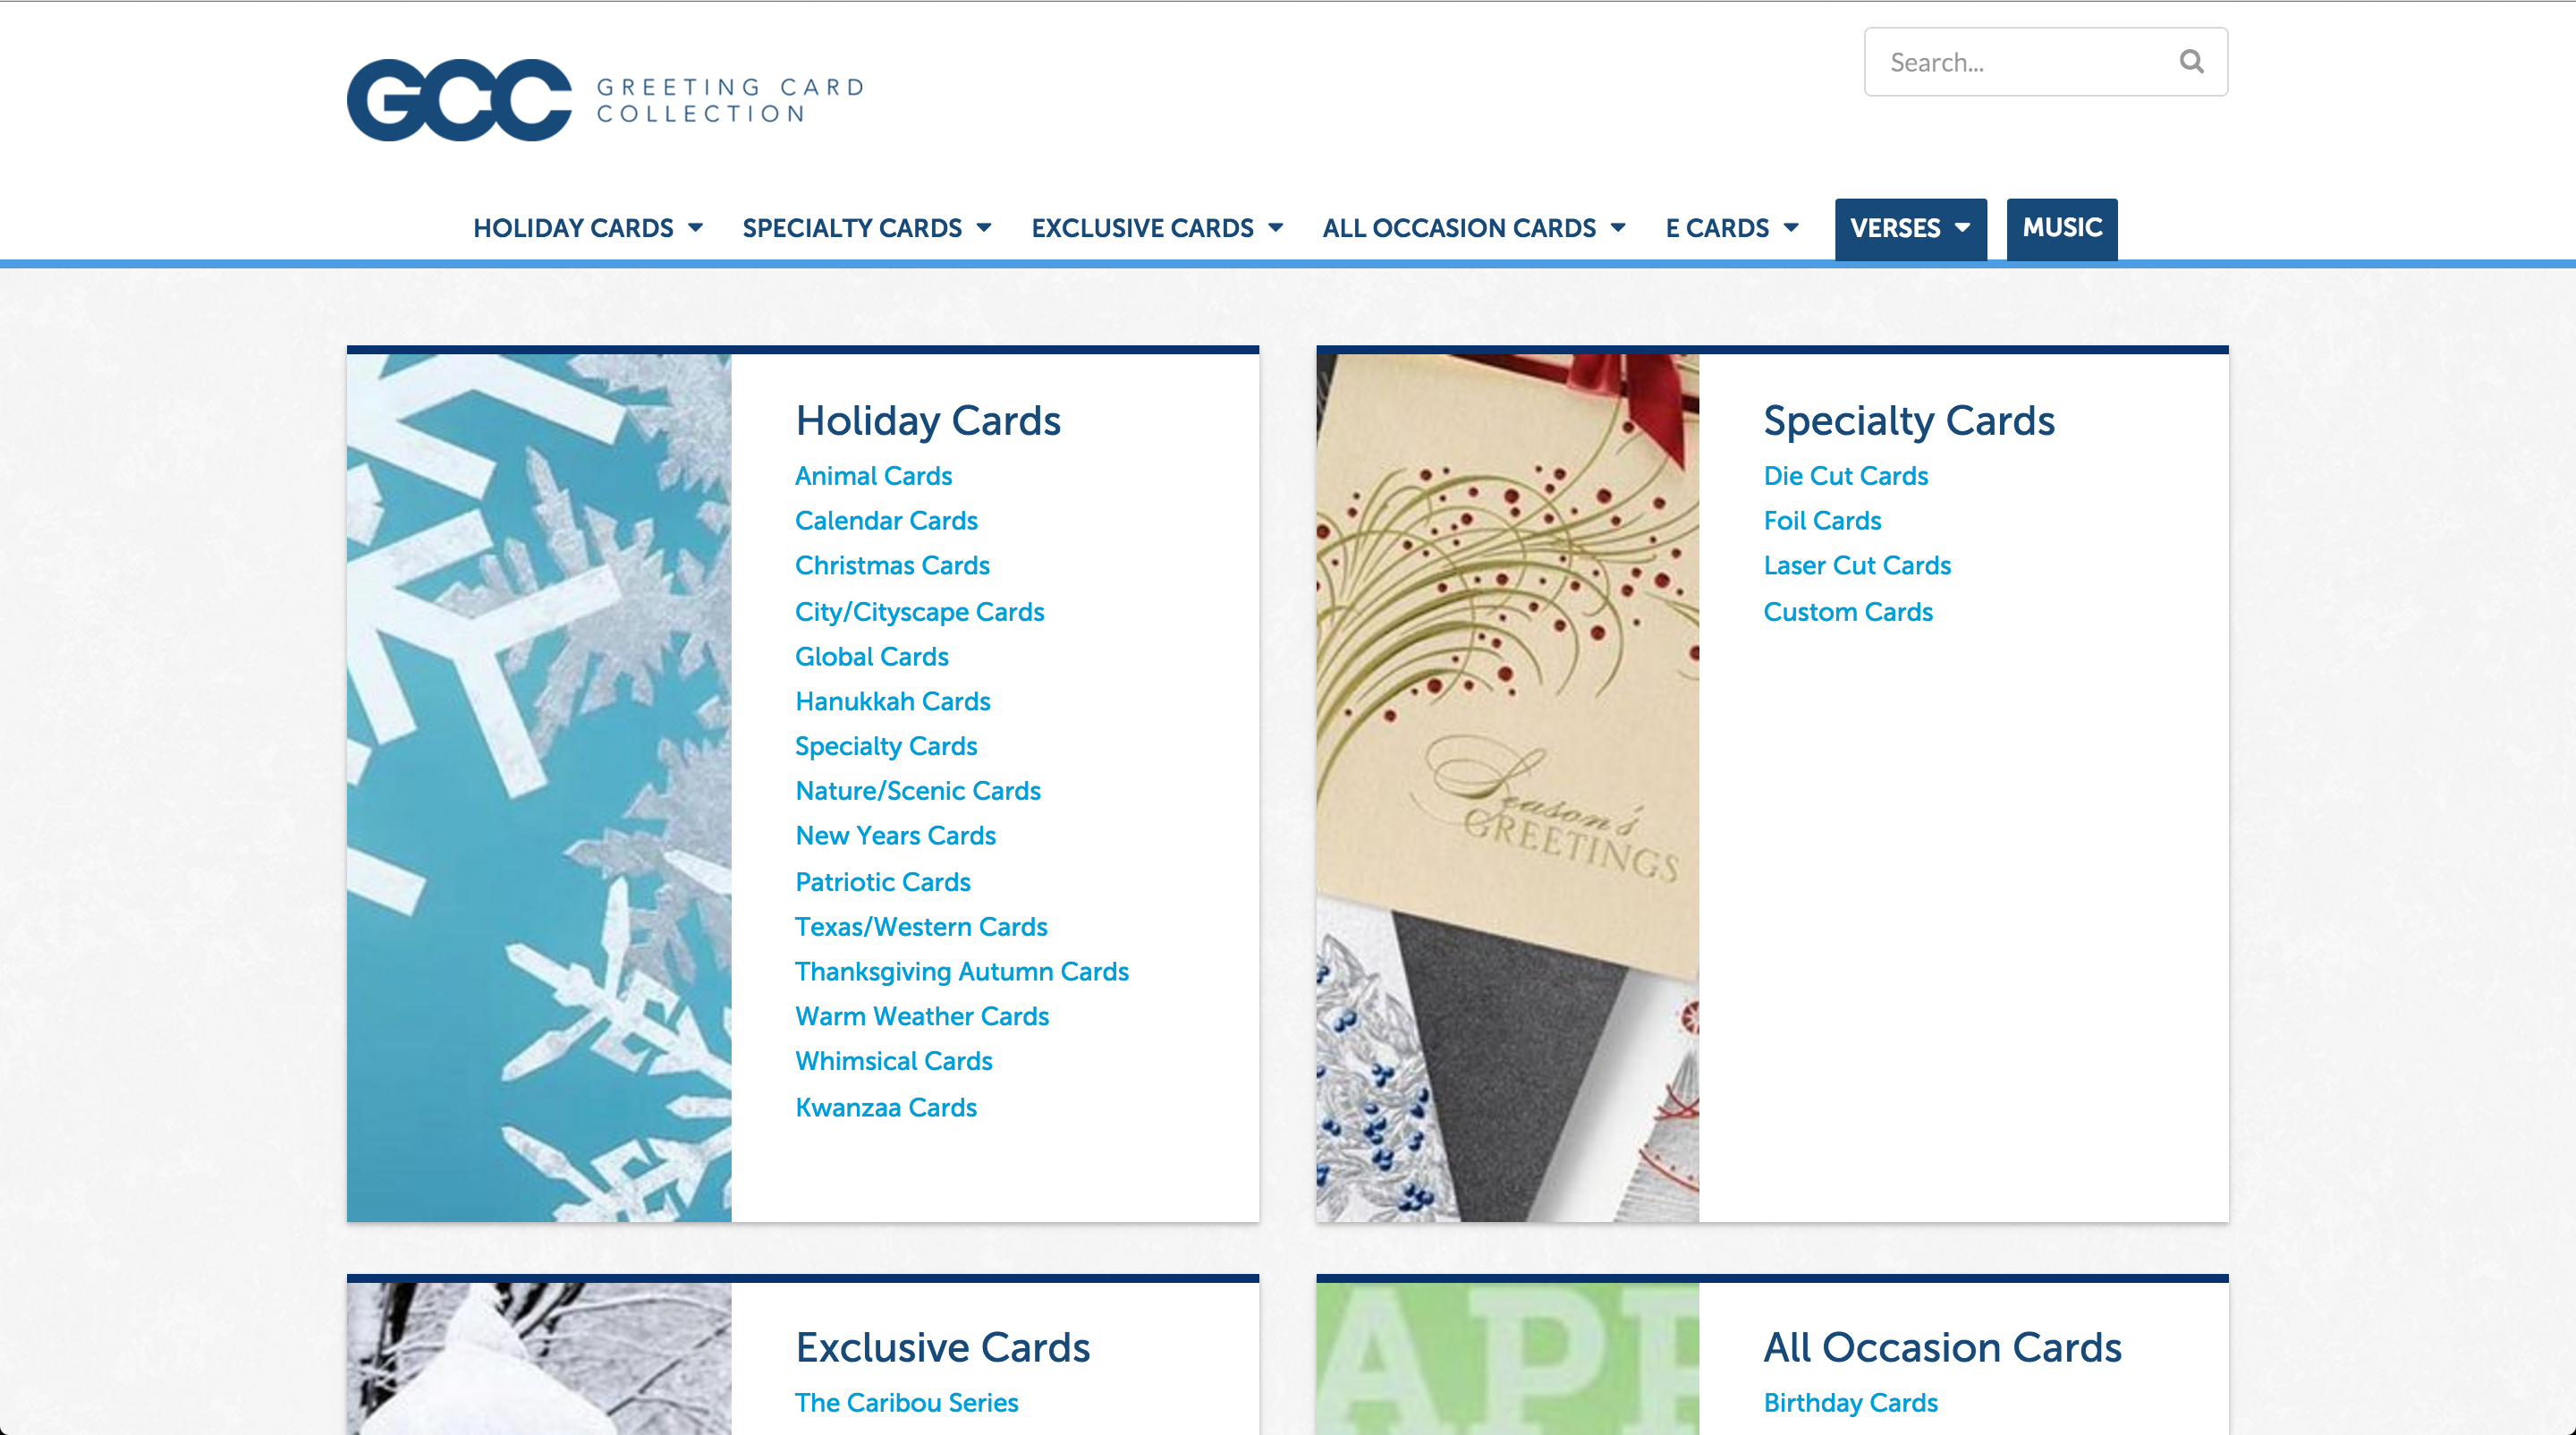 GCC
GREETING CARD
COLLECTION
Search...
HOLIDAY CARDS
SPECIALTY CARDS
EXCLUSIVE CARDS
ALL OCCASION CARDS
E CARDS
VERSES
MUSIC
Holiday Cards
Animal Cards
Calendar Cards
Christmas Cards
City/Cityscape Cards
Global Cards
Hanukkah Cards
Specialty Cards
Nature/Scenic Cards
New Years Cards
Patriotic Cards
Texas/Western Cards
Thanksgiving Autumn Cards
Warm Weather Cards
Whimsical Cards
Kwanzaa Cards
Season's
GREETINGS
Specialty Cards
Die Cut Cards
Foil Cards
Laser Cut Cards
Custom Cards
Exclusive Cards
The Caribou Series
APP
All Occasion Cards
Birthday Cards